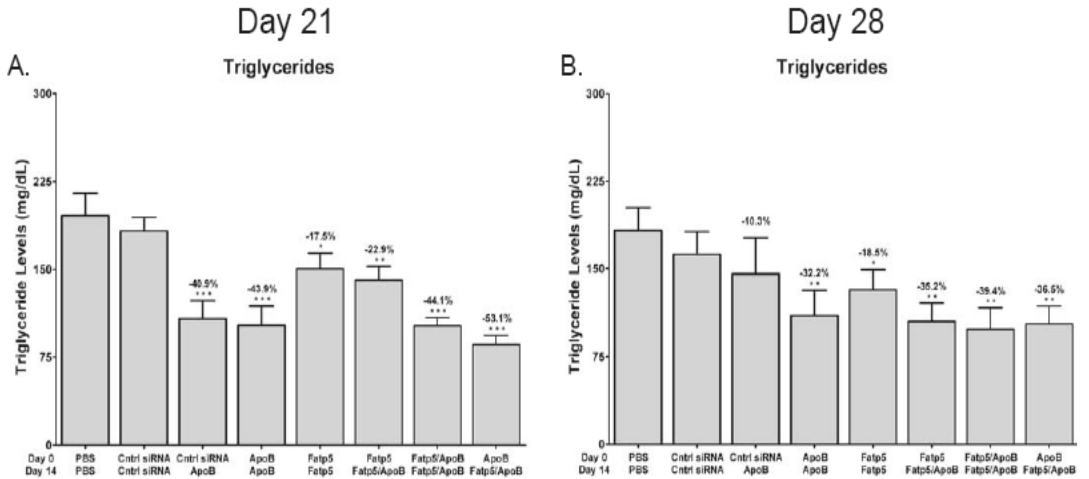 Day 21
Day 28
A.
Triglycerides
B.
Triglycerides
Triglyceride Levels (mg/dL)
300
225
150
75
0
-40.9%
***
-43.9%
***
-17.5%
*
-22.9%
**
-44.1%
***
-53.1%
***
Day 0 PBS Cntrl siRNA Cntrl siRNA ApoB Fatp5 Fatp5 Fatp5/ApoB ApoB
Day 14 PBS Cntrl siRNA ApoB ApoB Fatp5 Fatp5/ApoB Fatp5/ApoB Fatp5/ApoB
Triglyceride Levels (mg/dL)
300
225
150
75
0
-10.3%
-32.2%
**
-18.5%
*
-35.2%
**
-39.4%
**
-36.5%
**
Day 0 PBS Cntrl siRNA Cntrl siRNA ApoB Fatp5 Fatp5 Fatp5/ApoB ApoB
Day 14 PBS Cntrl siRNA ApoB ApoB Fatp5 Fatp5/ApoB Fatp5/ApoB Fatp5/ApoB